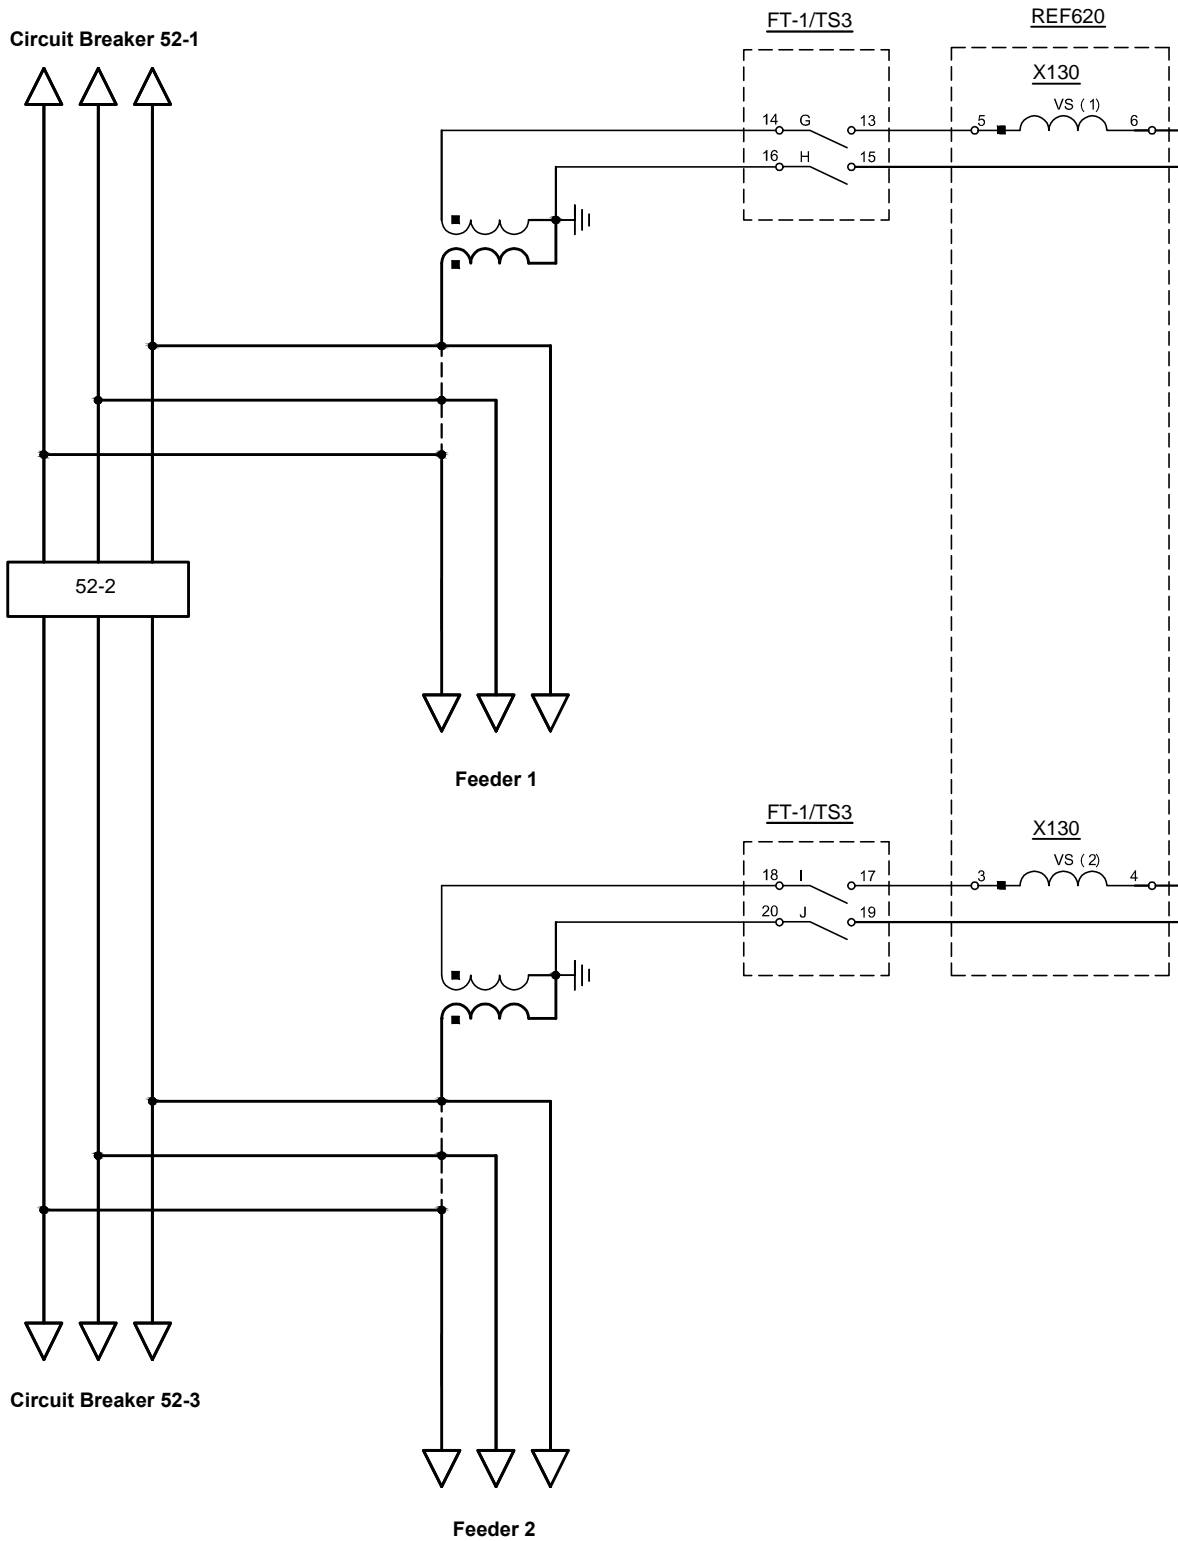 FT-1/TS3
REF620
Circuit Breaker 52-1
X130
VS (1)
14 G 13
5 6
16 H 15
52-2
Feeder 1
FT-1/TS3
X130
VS (2)
18 I 17
3 4
20 J 19
Circuit Breaker 52-3
Feeder 2